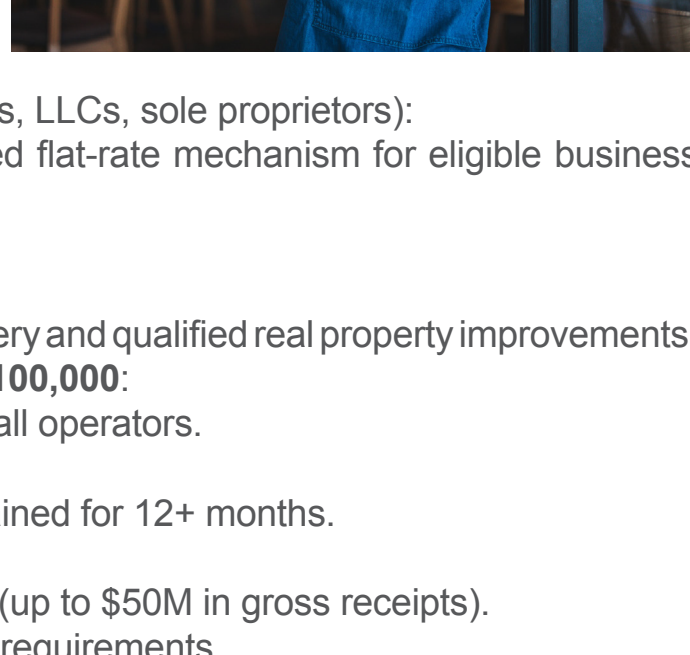 s, LLCs, sole proprietors):
ed flat-rate mechanism for eligible business
ery and qualified real property improvements
100,000:
all operators.
ined for 12+ months.
(up to $50M in gross receipts).
requirements